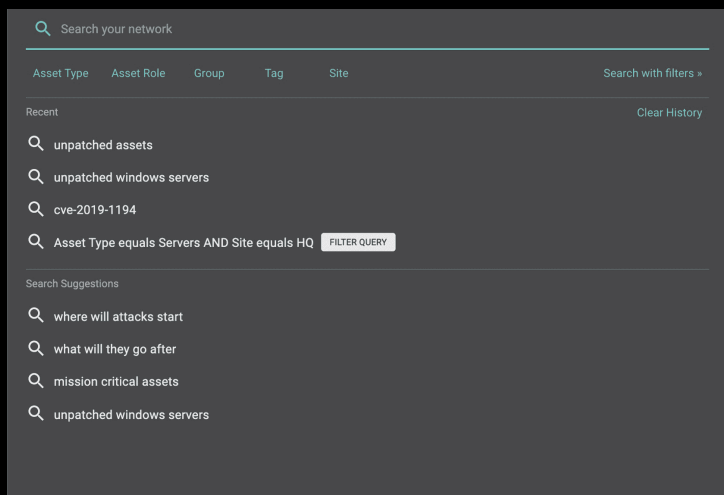 Search your network
Asset Type Asset Role Group Tag Site Search with filters »
Recent Clear History
unpatched assets
unpatched windows servers
cve-2019-1194
Asset Type equals Servers AND Site equals HQ FILTER QUERY
Search Suggestions
where will attacks start
what will they go after
mission critical assets
unpatched windows servers